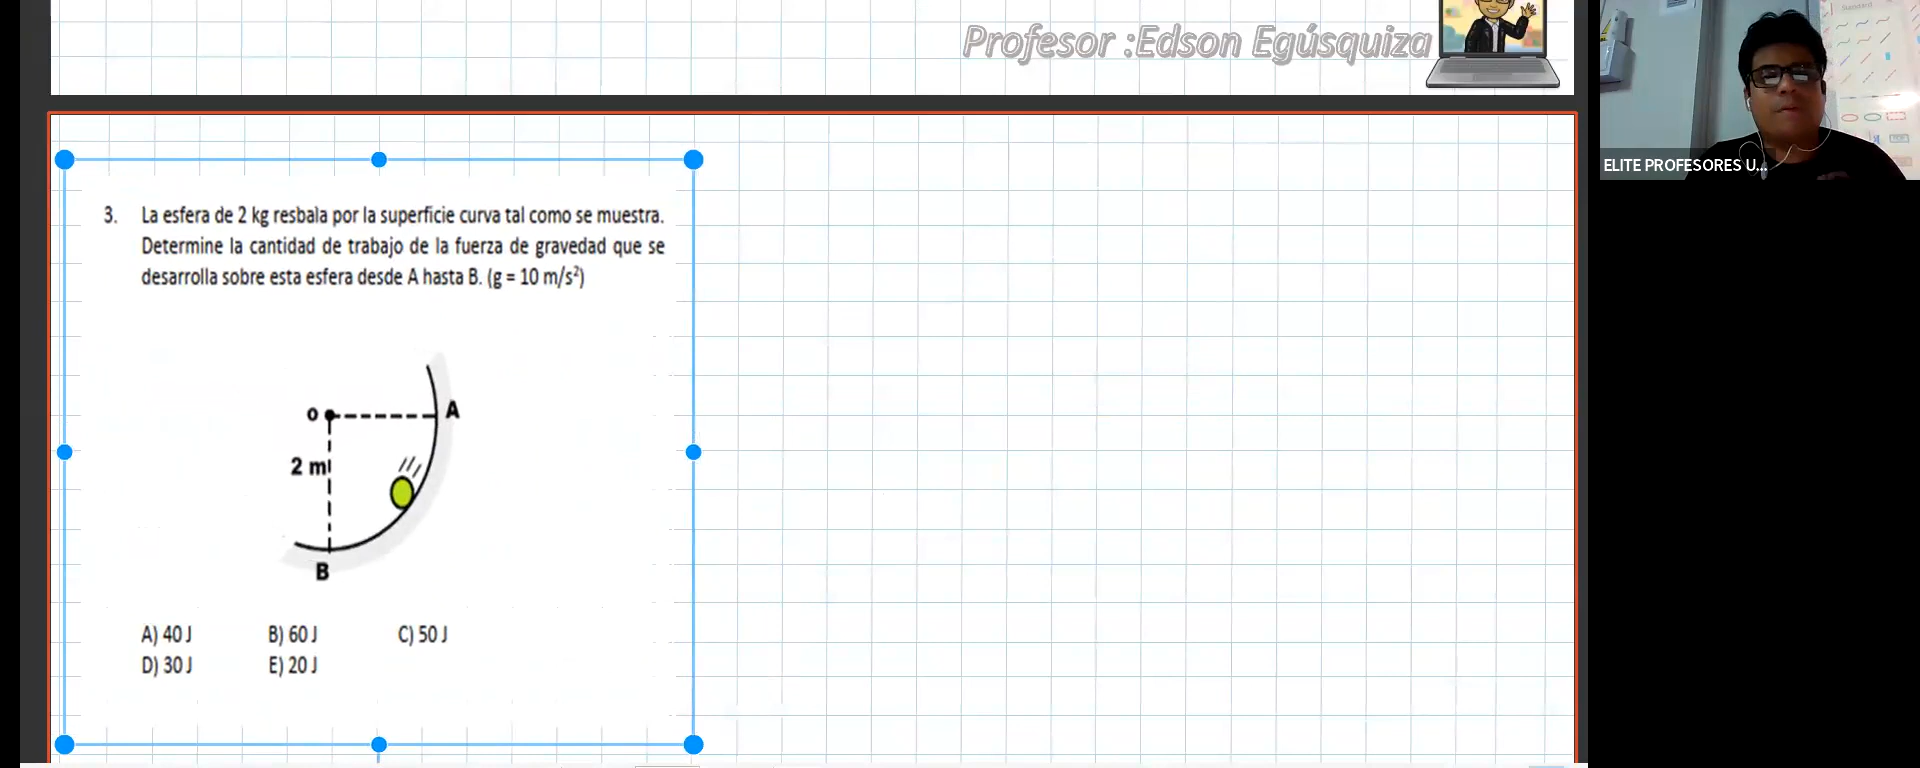 Profesor :Edson Egúsquiza
ELITE PROFESORES U...
3. La esfera de 2 kg resbala por la superficie curva tal como se muestra.
Determine la cantidad de trabajo de la fuerza de gravedad que se
desarrolla sobre esta esfera desde A hasta B. (g = 10 m/s²)
o
A
2 m
B
A) 40 J B) 60 J C) 50 J
D) 30 J E) 20 J